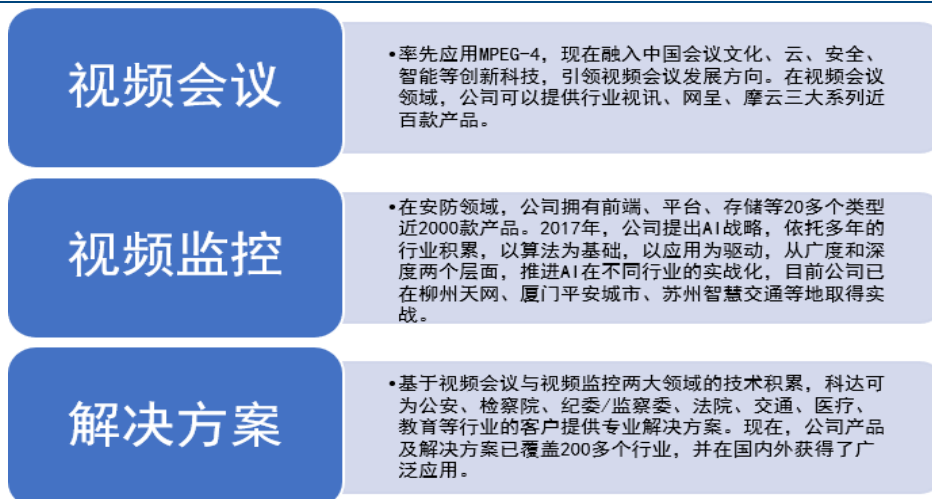 视频会议
•率先应用MPEG-4，现在融入中国会议文化、云、安全、
智能等创新科技，引领视频会议发展方向。在视频会议
领域，公司可以提供行业视讯、网呈、摩云三大系列近
百款产品。
视频监控
•在安防领域，公司拥有前端、平台、存储等20多个类型
近2000款产品。2017年，公司提出AI战略，依托多年的
行业积累，以算法为基础，以应用为驱动，从广度和深
度两个层面，推进AI在不同行业的实战化，目前公司已
在柳州天网、厦门平安城市、苏州智慧交通等地取得实
战。
解决方案
•基于视频会议与视频监控两大领域的技术积累，科达可
为公安、检察院、纪委/监察委、法院、交通、医疗、
教育等行业的客户提供专业解决方案。现在，公司产品
及解决方案已覆盖200多个行业，并在国内外获得了广
泛应用。